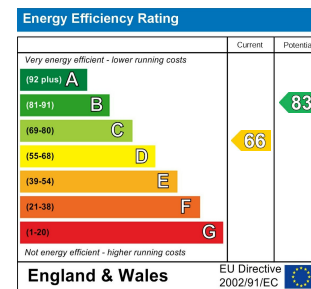 Energy Efficiency Rating
Current Potentia
Very energy efficient - lower running costs
(92 plus) A
(81-91) B
83
(69-80) C
66
(55-68) D
(39-54) E
(21-38) F
(1-20) G
Not energy efficient - higher running costs
England & Wales
EU Directive
2002/91/EC